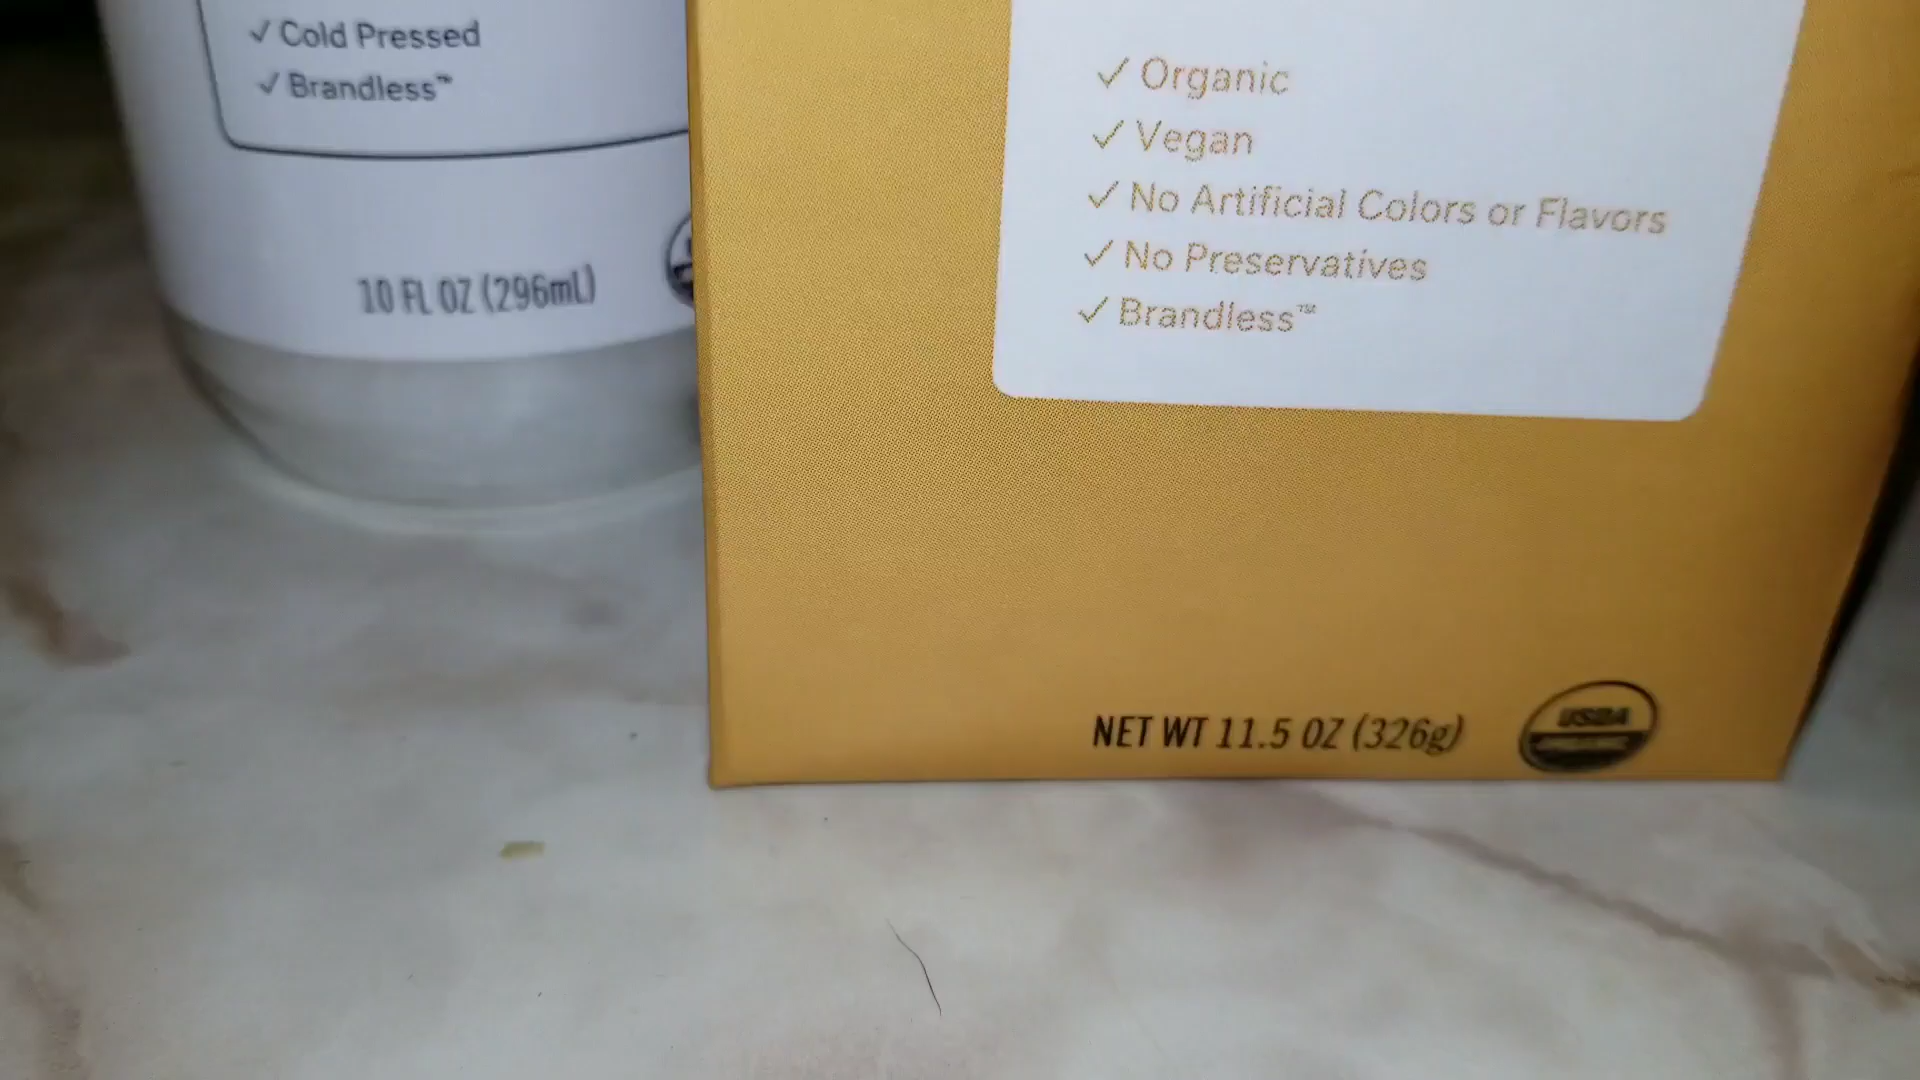 ✓ Cold Pressed
✓ Brandless™
10 FL OZ (296mL)
✓ Organic
✓ Vegan
✓ No Artificial Colors or Flavors
✓ No Preservatives
✓ Brandless™
NET WT 11.5 OZ (326g)
USDA